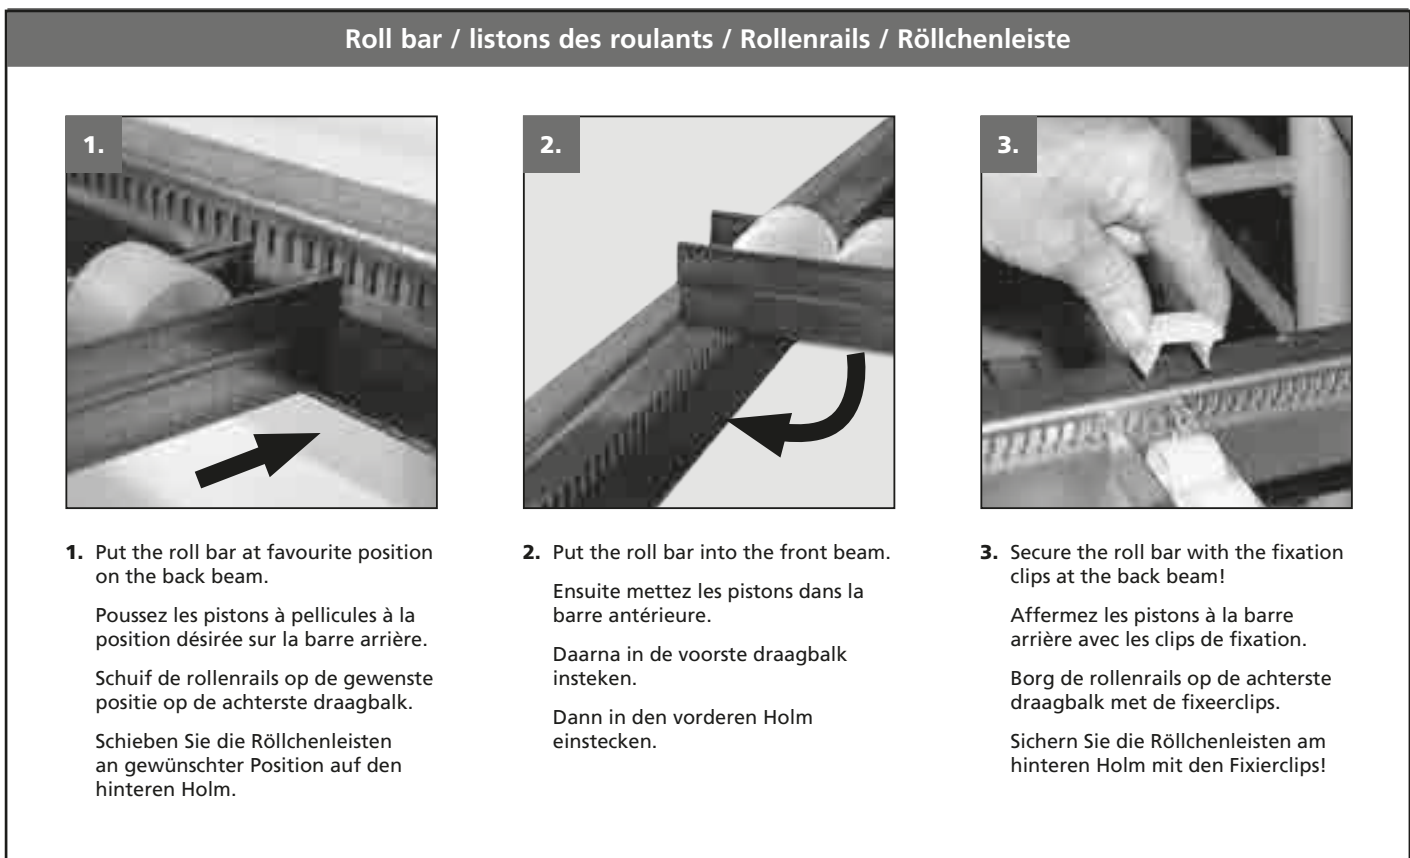 Roll bar / listons des roulants / Rollenrails / Röllchenleiste
1.
2.
3.
1. Put the roll bar at favourite position
on the back beam.
Poussez les pistons à pellicules à la
position désirée sur la barre arrière.
Schuif de rollenrails op de gewenste
positie op de achterste draagbalk.
Schieben Sie die Röllchenleisten
an gewünschter Position auf den
hinteren Holm.
2. Put the roll bar into the front beam.
Ensuite mettez les pistons dans la
barre antérieure.
Daarna in de voorste draagbalk
insteken.
Dann in den vorderen Holm
einstecken.
3. Secure the roll bar with the fixation
clips at the back beam!
Affermez les pistons à la barre
arrière avec les clips de fixation.
Borg de rollenrails op de achterste
draagbalk met de fixeerclips.
Sichern Sie die Röllchenleisten am
hinteren Holm mit den Fixierclips!